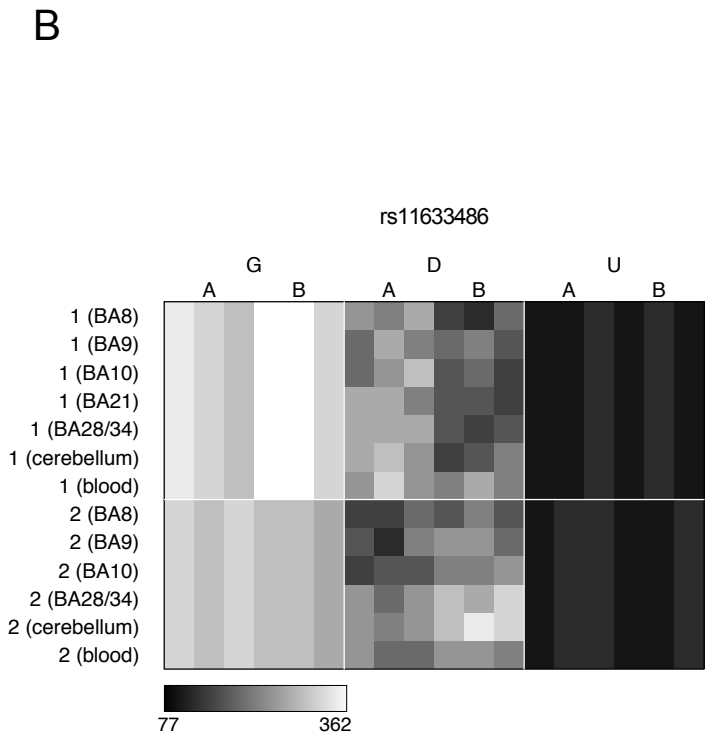 B
rs11633486
G D U
A B A B A B
1 (BA8)
1 (BA9)
1 (BA10)
1 (BA21)
1 (BA28/34)
1 (cerebellum)
1 (blood)
2 (BA8)
2 (BA9)
2 (BA10)
2 (BA28/34)
2 (cerebellum)
2 (blood)
77 362